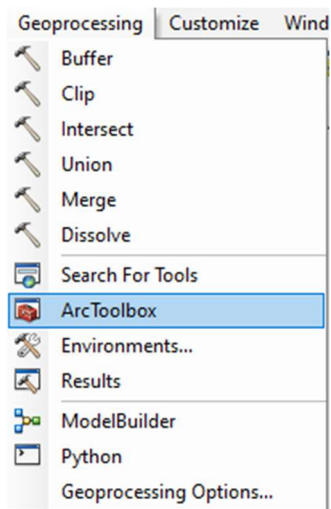 Geoprocessing Customize Wind
Buffer
Clip
Intersect
Union
Merge
Dissolve
Search For Tools
ArcToolbox
Environments...
Results
ModelBuilder
Python
Geoprocessing Options...